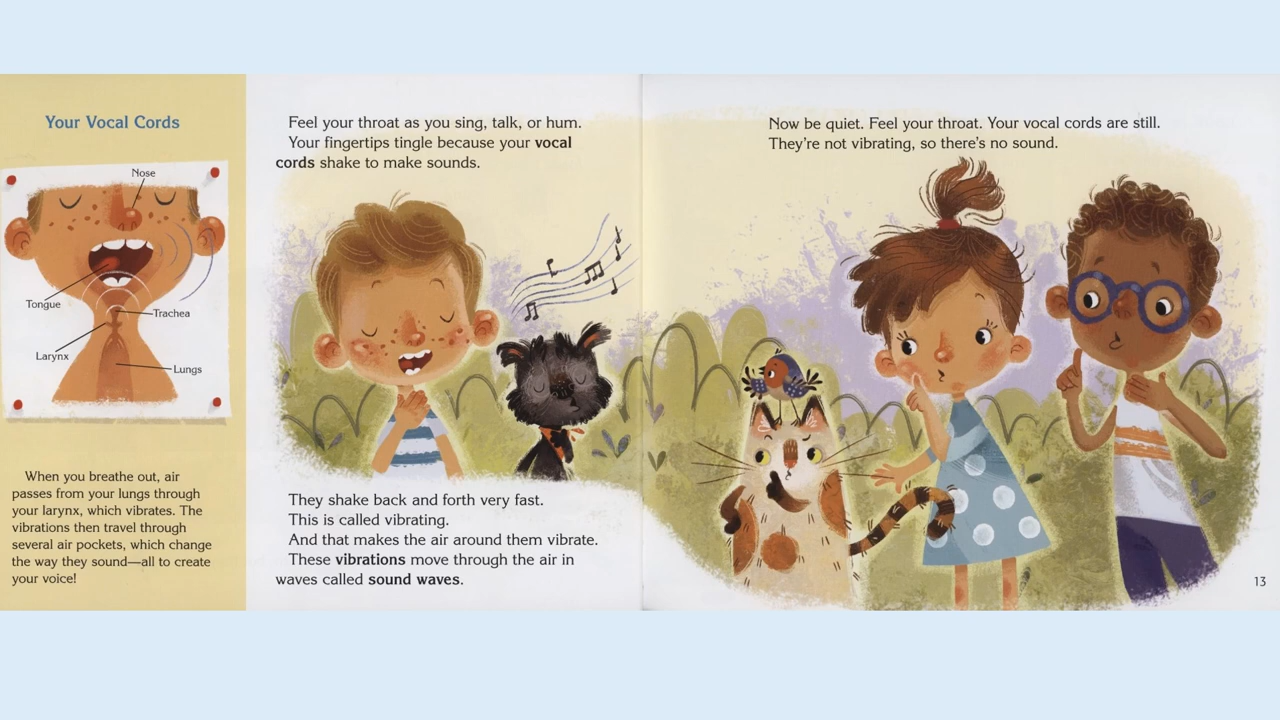 Your Vocal Cords
Nose
Tongue
Trachea
Larynx
Lungs
When you breathe out, air
passes from your lungs through
your larynx, which vibrates. The
vibrations then travel through
several air pockets, which change
the way they sound—all to create
your voice!
Feel your throat as you sing, talk, or hum.
Your fingertips tingle because your vocal
cords shake to make sounds.
They shake back and forth very fast.
This is called vibrating.
And that makes the air around them vibrate.
These vibrations move through the air in
waves called sound waves.
Now be quiet. Feel your throat. Your vocal cords are still.
They're not vibrating, so there's no sound.
13